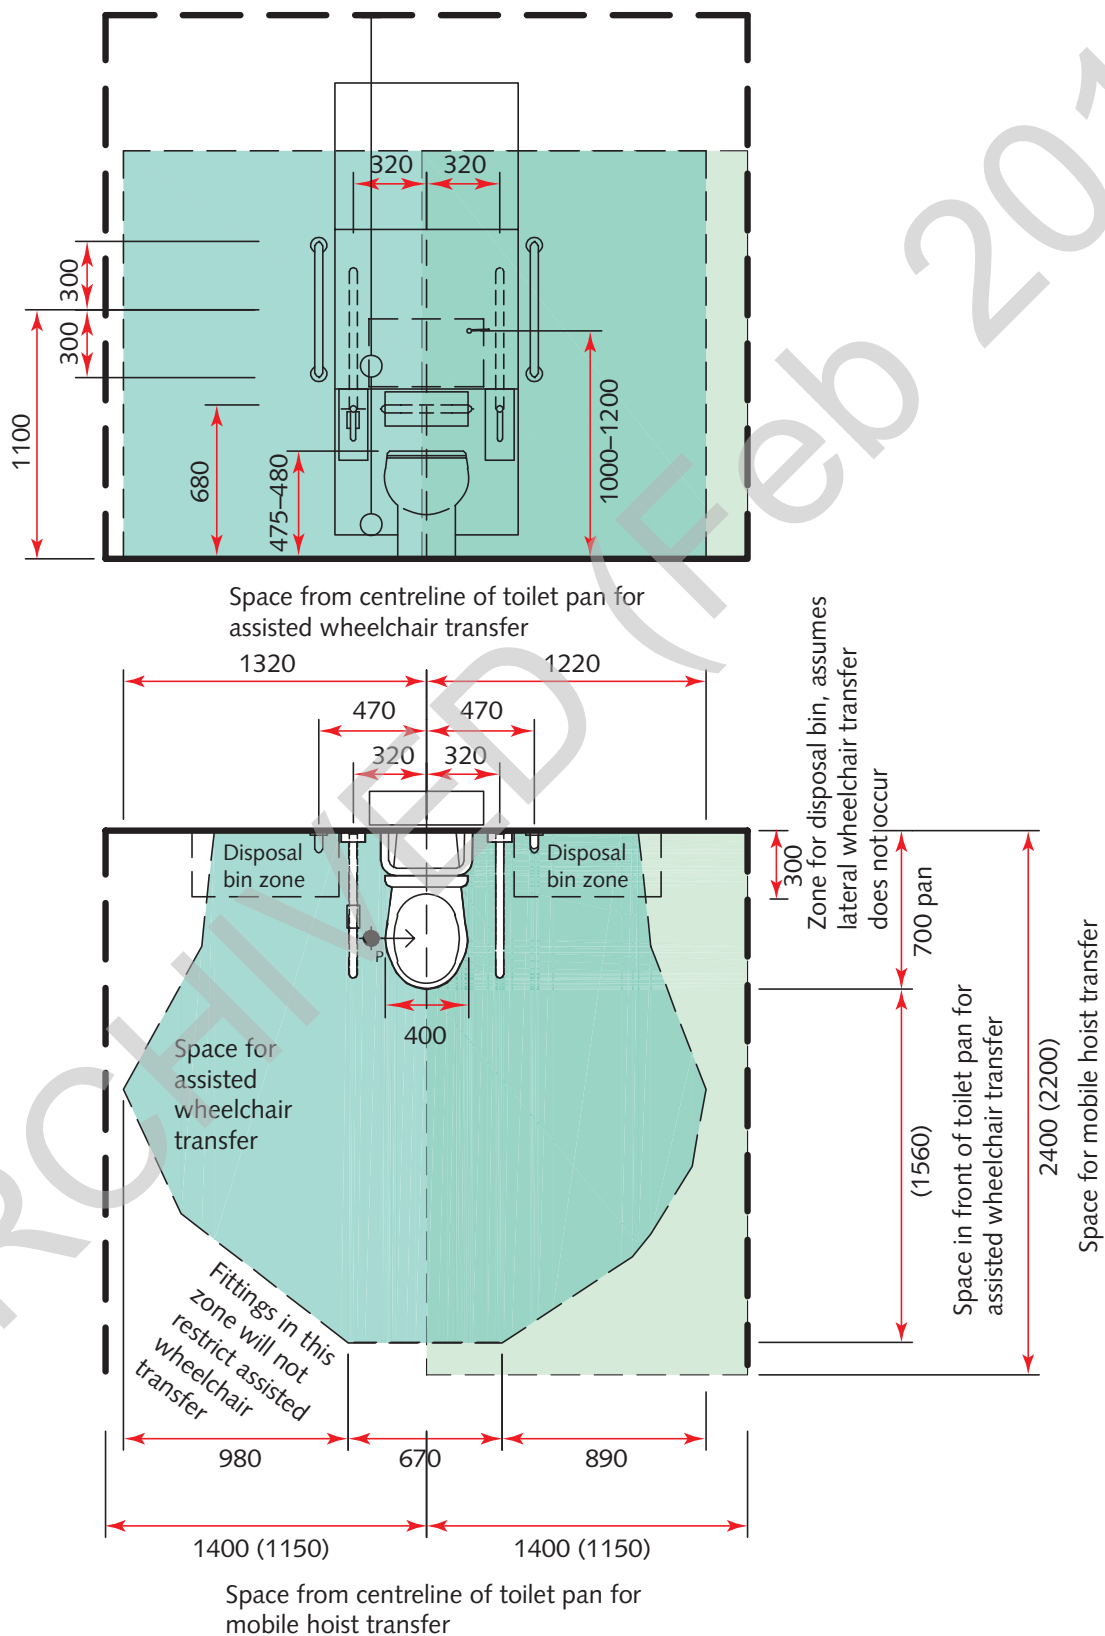 320
320
300
300
1100
680
475–480
1000–1200
Space from centreline of toilet pan for
assisted wheelchair transfer
1320
1220
470
470
320
320
Zone for disposal bin, assumes
lateral wheelchair transfer
does not occur
Disposal
bin zone
Disposal
bin zone
300
700 pan
P
400
Space for
assisted
wheelchair
transfer
(1560)
Space in front of toilet pan for
assisted wheelchair transfer
2400 (2200)
Space for mobile hoist transfer
Fittings in this
zone will not
restrict assisted
wheelchair
transfer
980
670
890
1400 (1150)
1400 (1150)
Space from centreline of toilet pan for
mobile hoist transfer
RCHIVED (Feb 201